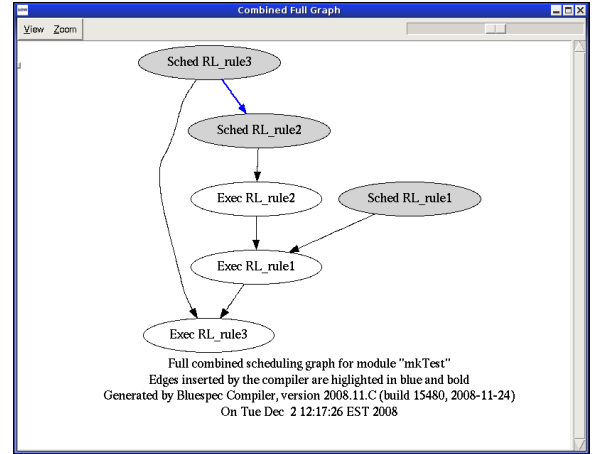 Combined Full Graph
View Zoom
Sched RL_rule3
Sched RL_rule2
Exec RL_rule2
Sched RL_rule1
Exec RL_rule1
Exec RL_rule3
Full combined scheduling graph for module "mkTest"
Edges inserted by the compiler are higlighted in blue and bold
Generated by Bluespec Compiler, version 2008.11.C (build 15480, 2008-11-24)
On Tue Dec  2 12:17:26 EST 2008